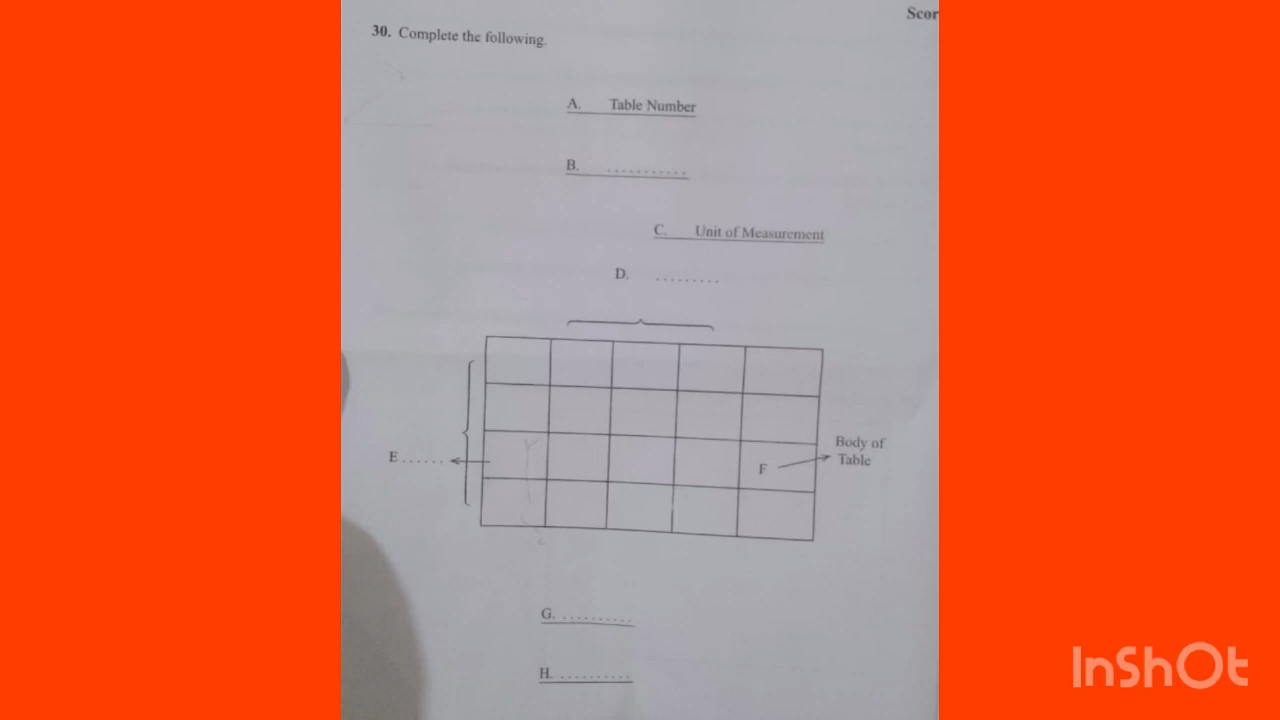 Scor
30. Complete the following.
A. Table Number
B. ...........
C. Unit of Measurement
D. .........
E......
F
Body of
Table
G. ..........
H. ..........
InShOt